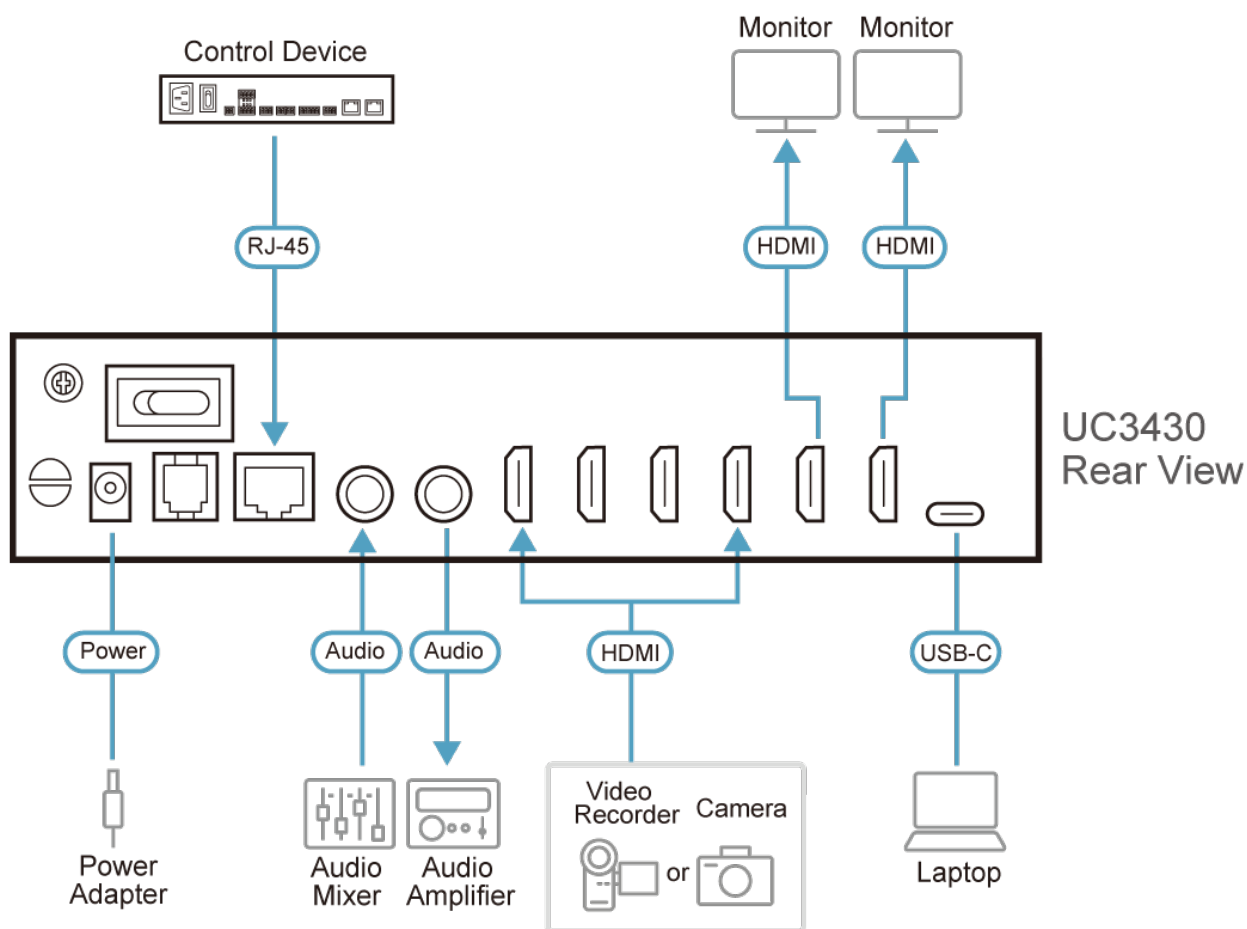 Monitor Monitor
Control Device
RJ-45
HDMI
HDMI
UC3430
Rear View
Power
Audio
Audio
HDMI
USB-C
Video
Recorder
or
Camera
Power
Adapter
Audio
Mixer
Audio
Amplifier
Laptop